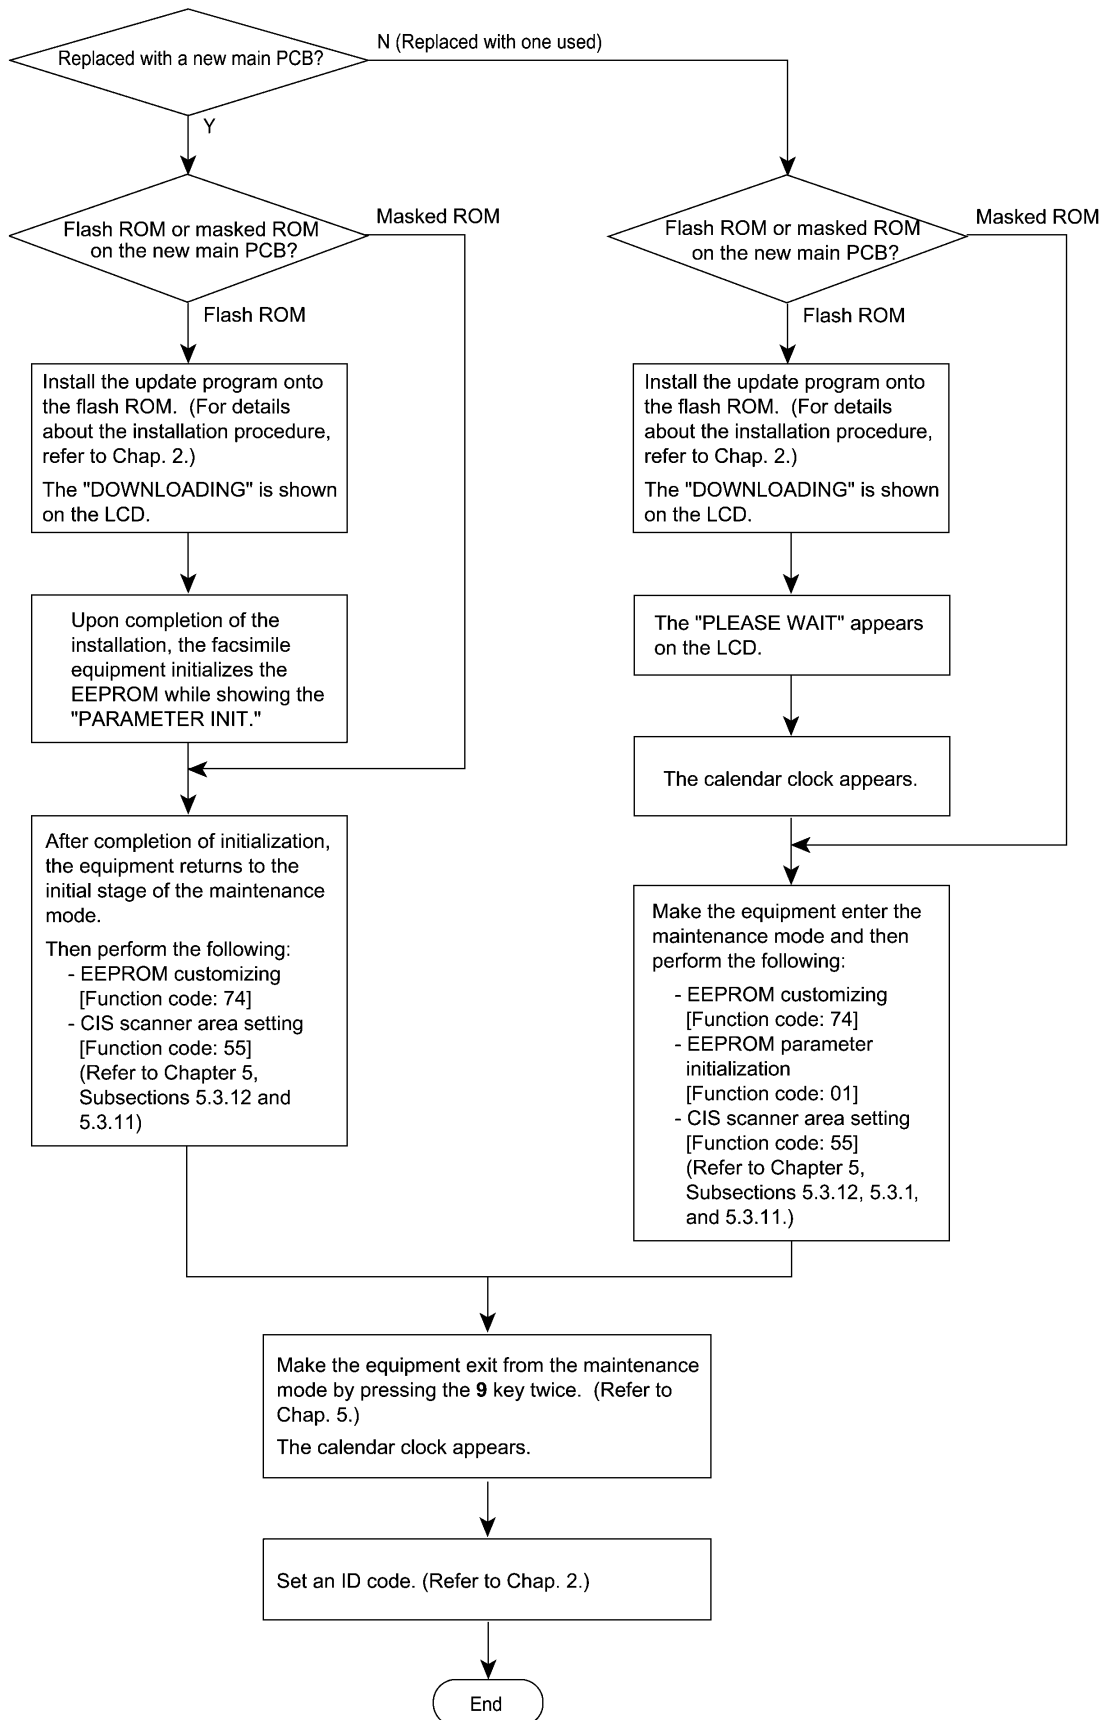 Replaced with a new main PCB?
N (Replaced with one used)
Y
Flash ROM or masked ROM
on the new main PCB?
Masked ROM
Flash ROM
Install the update program onto
the flash ROM.  (For details
about the installation procedure,
refer to Chap. 2.)
The "DOWNLOADING" is shown
on the LCD.
Upon completion of the
installation, the facsimile
equipment initializes the
EEPROM while showing the
"PARAMETER INIT."
After completion of initialization,
the equipment returns to the
initial stage of the maintenance
mode.
Then perform the following:
- EEPROM customizing
[Function code: 74]
- CIS scanner area setting
[Function code: 55]
(Refer to Chapter 5,
Subsections 5.3.12 and
5.3.11)
Flash ROM or masked ROM
on the new main PCB?
Masked ROM
Flash ROM
Install the update program onto
the flash ROM.  (For details
about the installation procedure,
refer to Chap. 2.)
The "DOWNLOADING" is shown
on the LCD.
The "PLEASE WAIT" appears
on the LCD.
The calendar clock appears.
Make the equipment enter the
maintenance mode and then
perform the following:
- EEPROM customizing
[Function code: 74]
- EEPROM parameter
initialization
[Function code: 01]
- CIS scanner area setting
[Function code: 55]
(Refer to Chapter 5,
Subsections 5.3.12, 5.3.1,
and 5.3.11.)
Make the equipment exit from the maintenance
mode by pressing the 9 key twice.  (Refer to
Chap. 5.)
The calendar clock appears.
Set an ID code. (Refer to Chap. 2.)
End